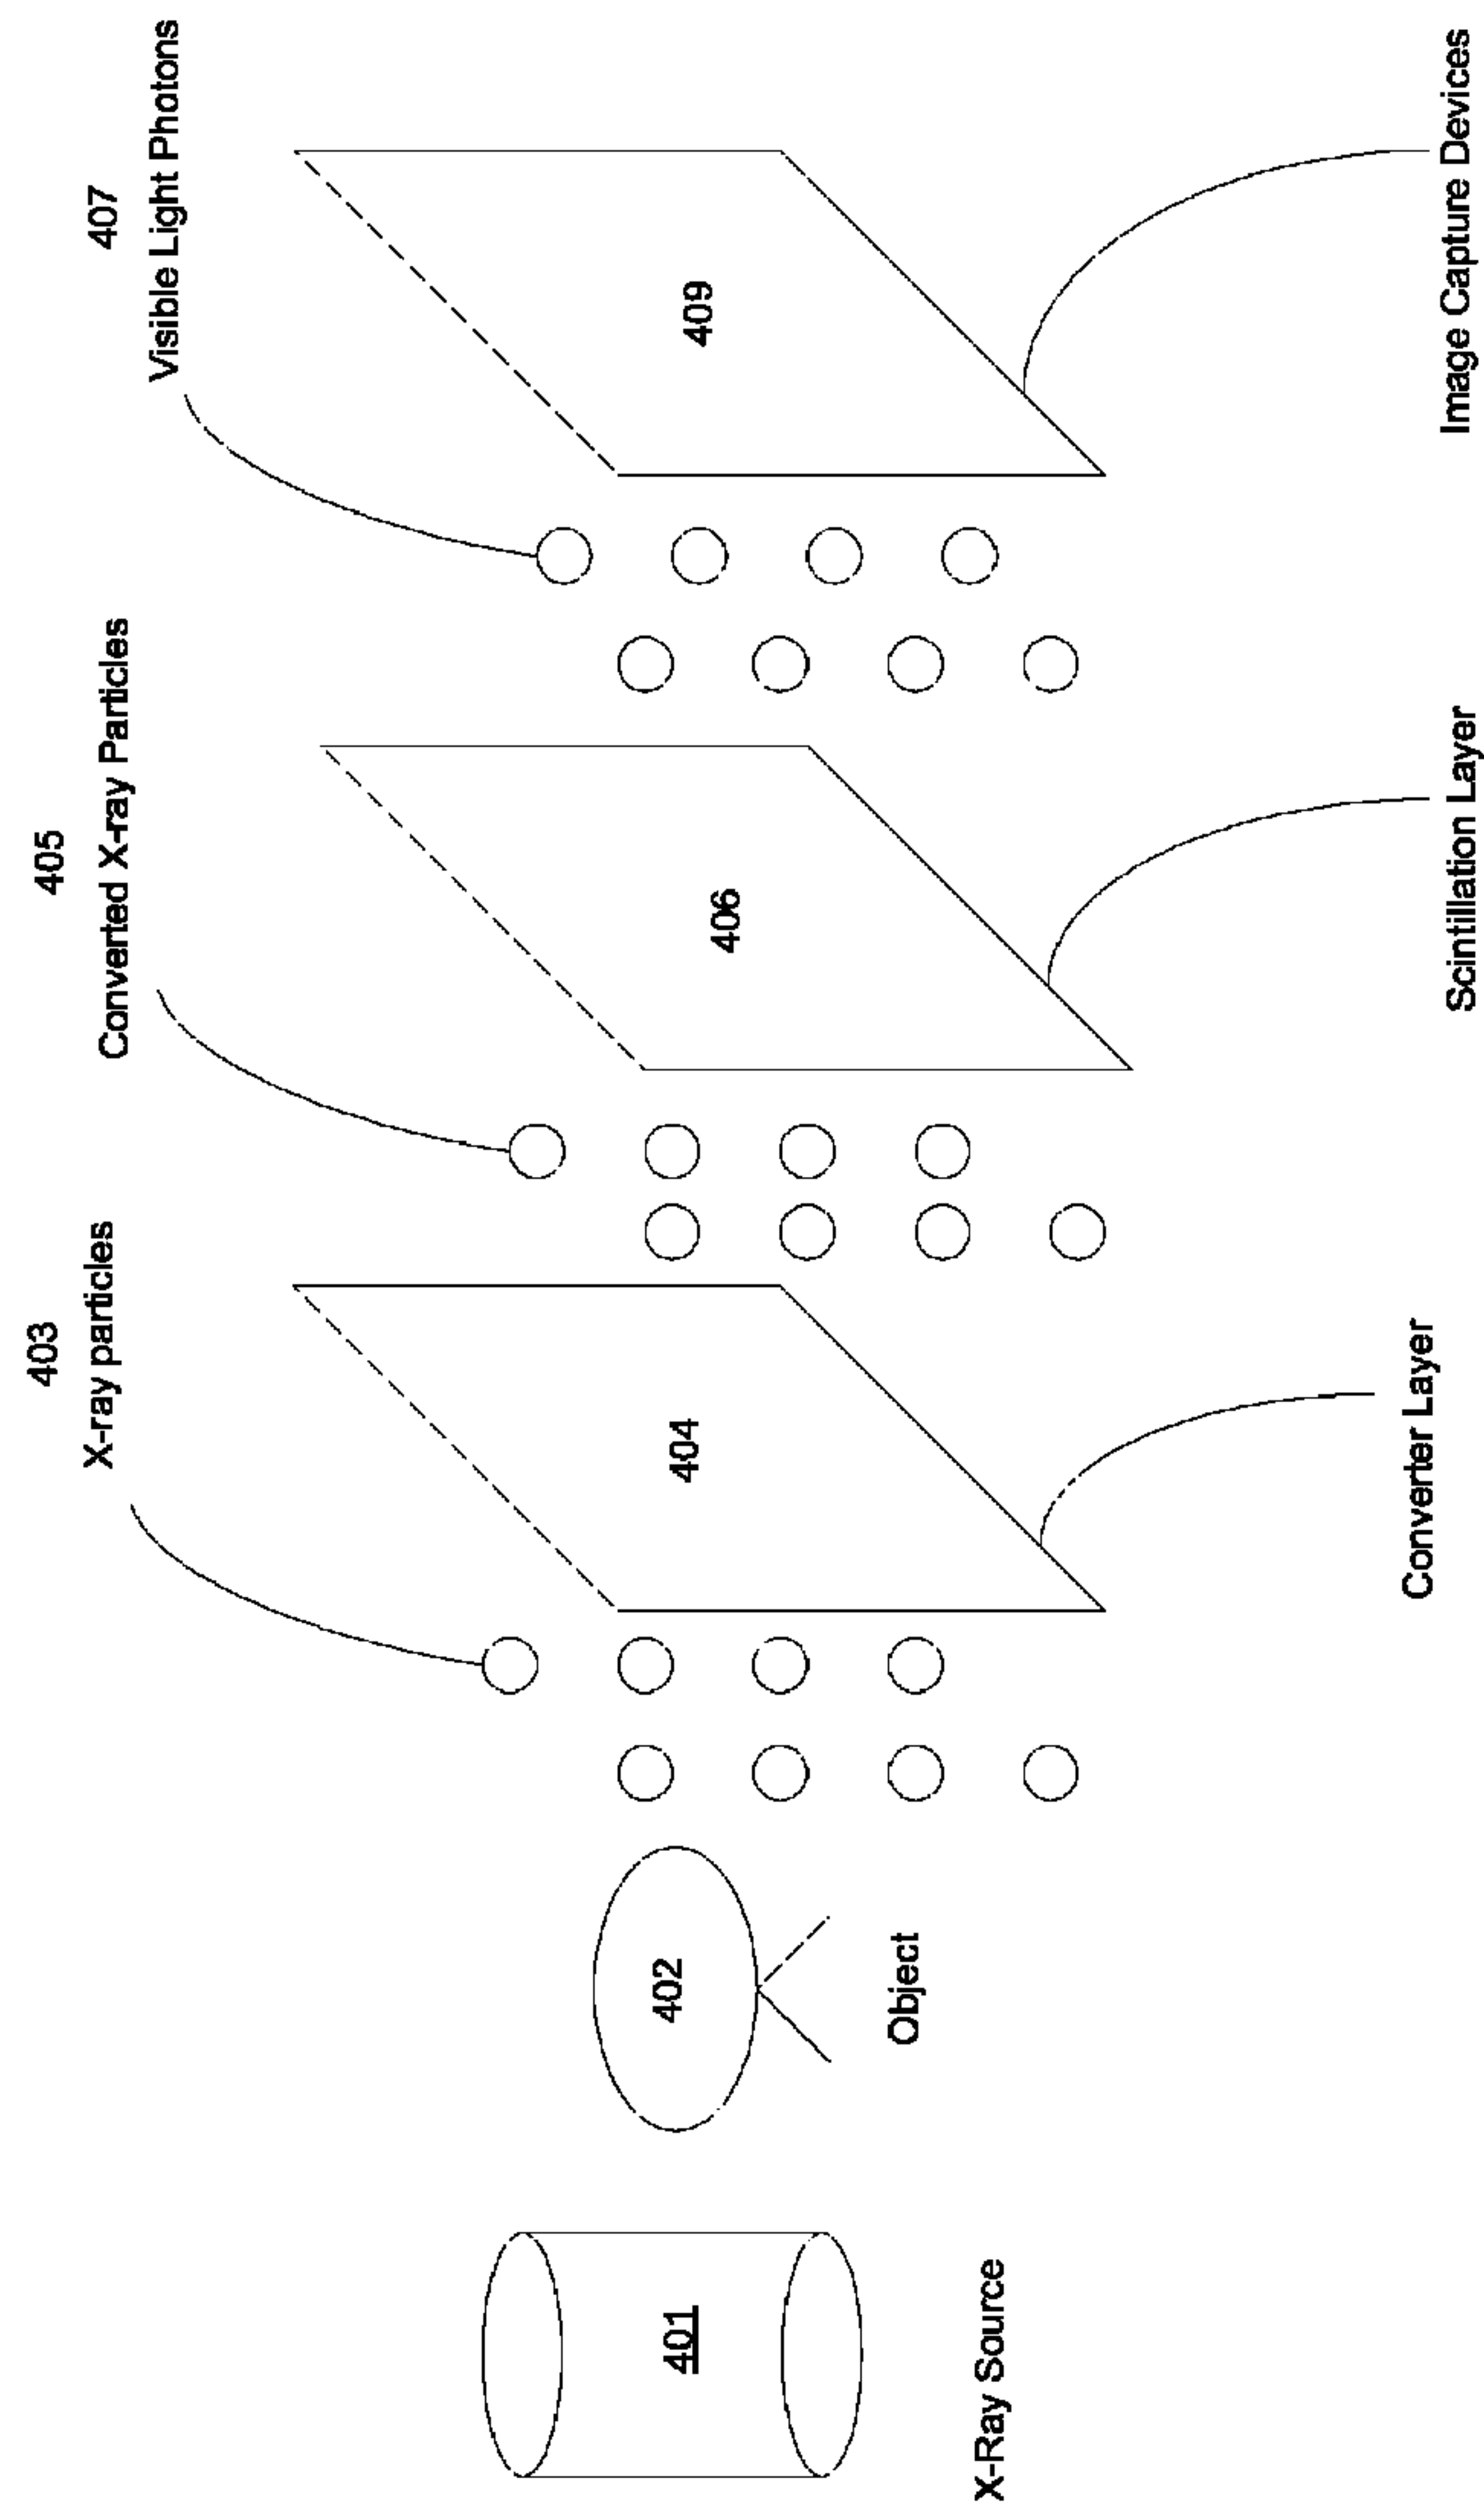 403
X-ray particles
405
Converted X-ray Particles
407
Visible Light Photons
401
402
404
406
409
X-Ray Source
Object
Converter Layer
Scintillation Layer
Image Capture Devices